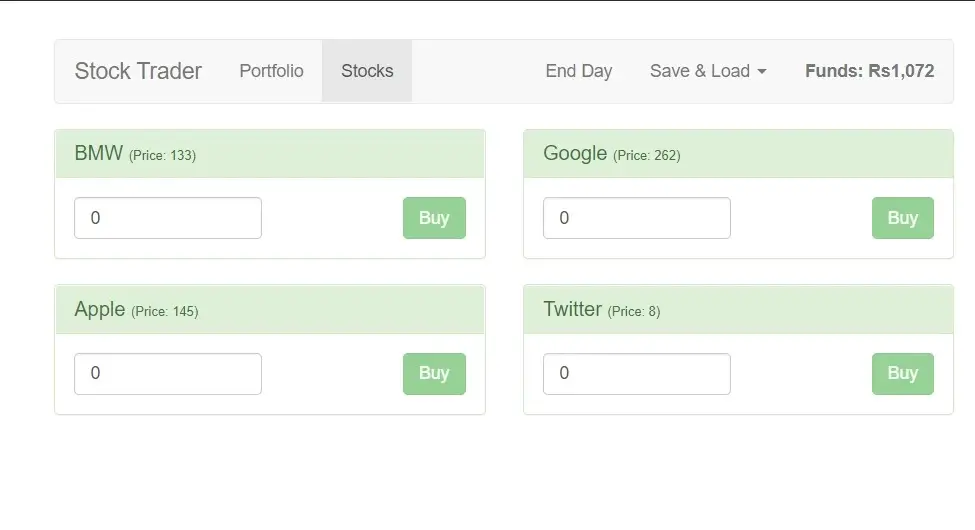 Stock Trader Portfolio Stocks End Day Save & Load Funds: Rs1,072
BMW (Price: 133)
0 Buy
Google (Price: 262)
0 Buy
Apple (Price: 145)
0 Buy
Twitter (Price: 8)
0 Buy